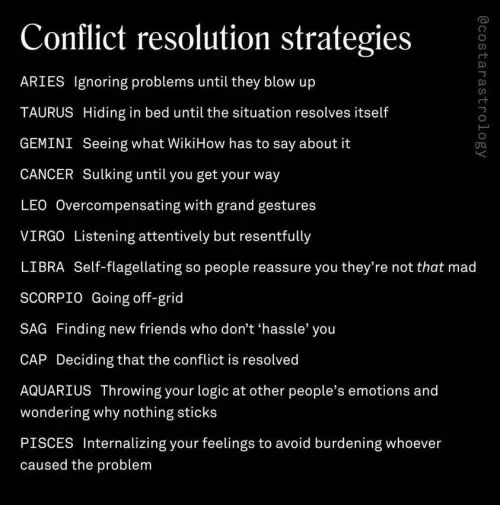 Conflict resolution strategies
@costarastrology
ARIES Ignoring problems until they blow up
TAURUS Hiding in bed until the situation resolves itself
GEMINI Seeing what WikiHow has to say about it
CANCER Sulking until you get your way
LEO Overcompensating with grand gestures
VIRGO Listening attentively but resentfully
LIBRA Self-flagellating so people reassure you they’re not that mad
SCORPIO Going off-grid
SAG Finding new friends who don’t ‘hassle’ you
CAP Deciding that the conflict is resolved
AQUARIUS Throwing your logic at other people’s emotions and
wondering why nothing sticks
PISCES Internalizing your feelings to avoid burdening whoever
caused the problem